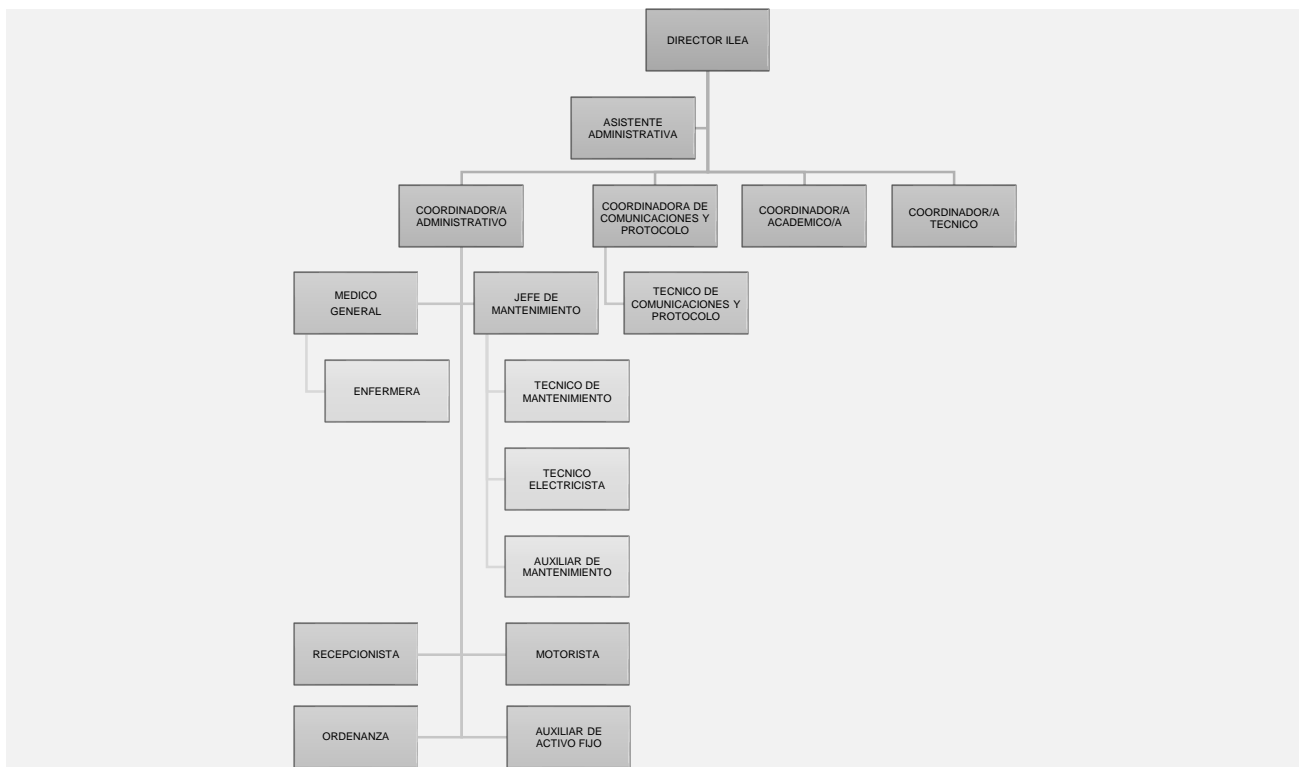 DIRECTOR ILEA
ASISTENTE
ADMINISTRATIVA
COORDINADOR/A
ADMINISTRATIVO
COORDINADORA DE
COMUNICACIONES Y
PROTOCOLO
COORDINADOR/A
ACADEMICO/A
COORDINADOR/A
TECNICO
MEDICO
GENERAL
JEFE DE
MANTENIMIENTO
TECNICO DE
COMUNICACIONES Y
PROTOCOLO
ENFERMERA
TECNICO DE
MANTENIMIENTO
TECNICO
ELECTRICISTA
AUXILIAR DE
MANTENIMIENTO
RECEPCIONISTA
MOTORISTA
ORDENANZA
AUXILIAR DE
ACTIVO FIJO